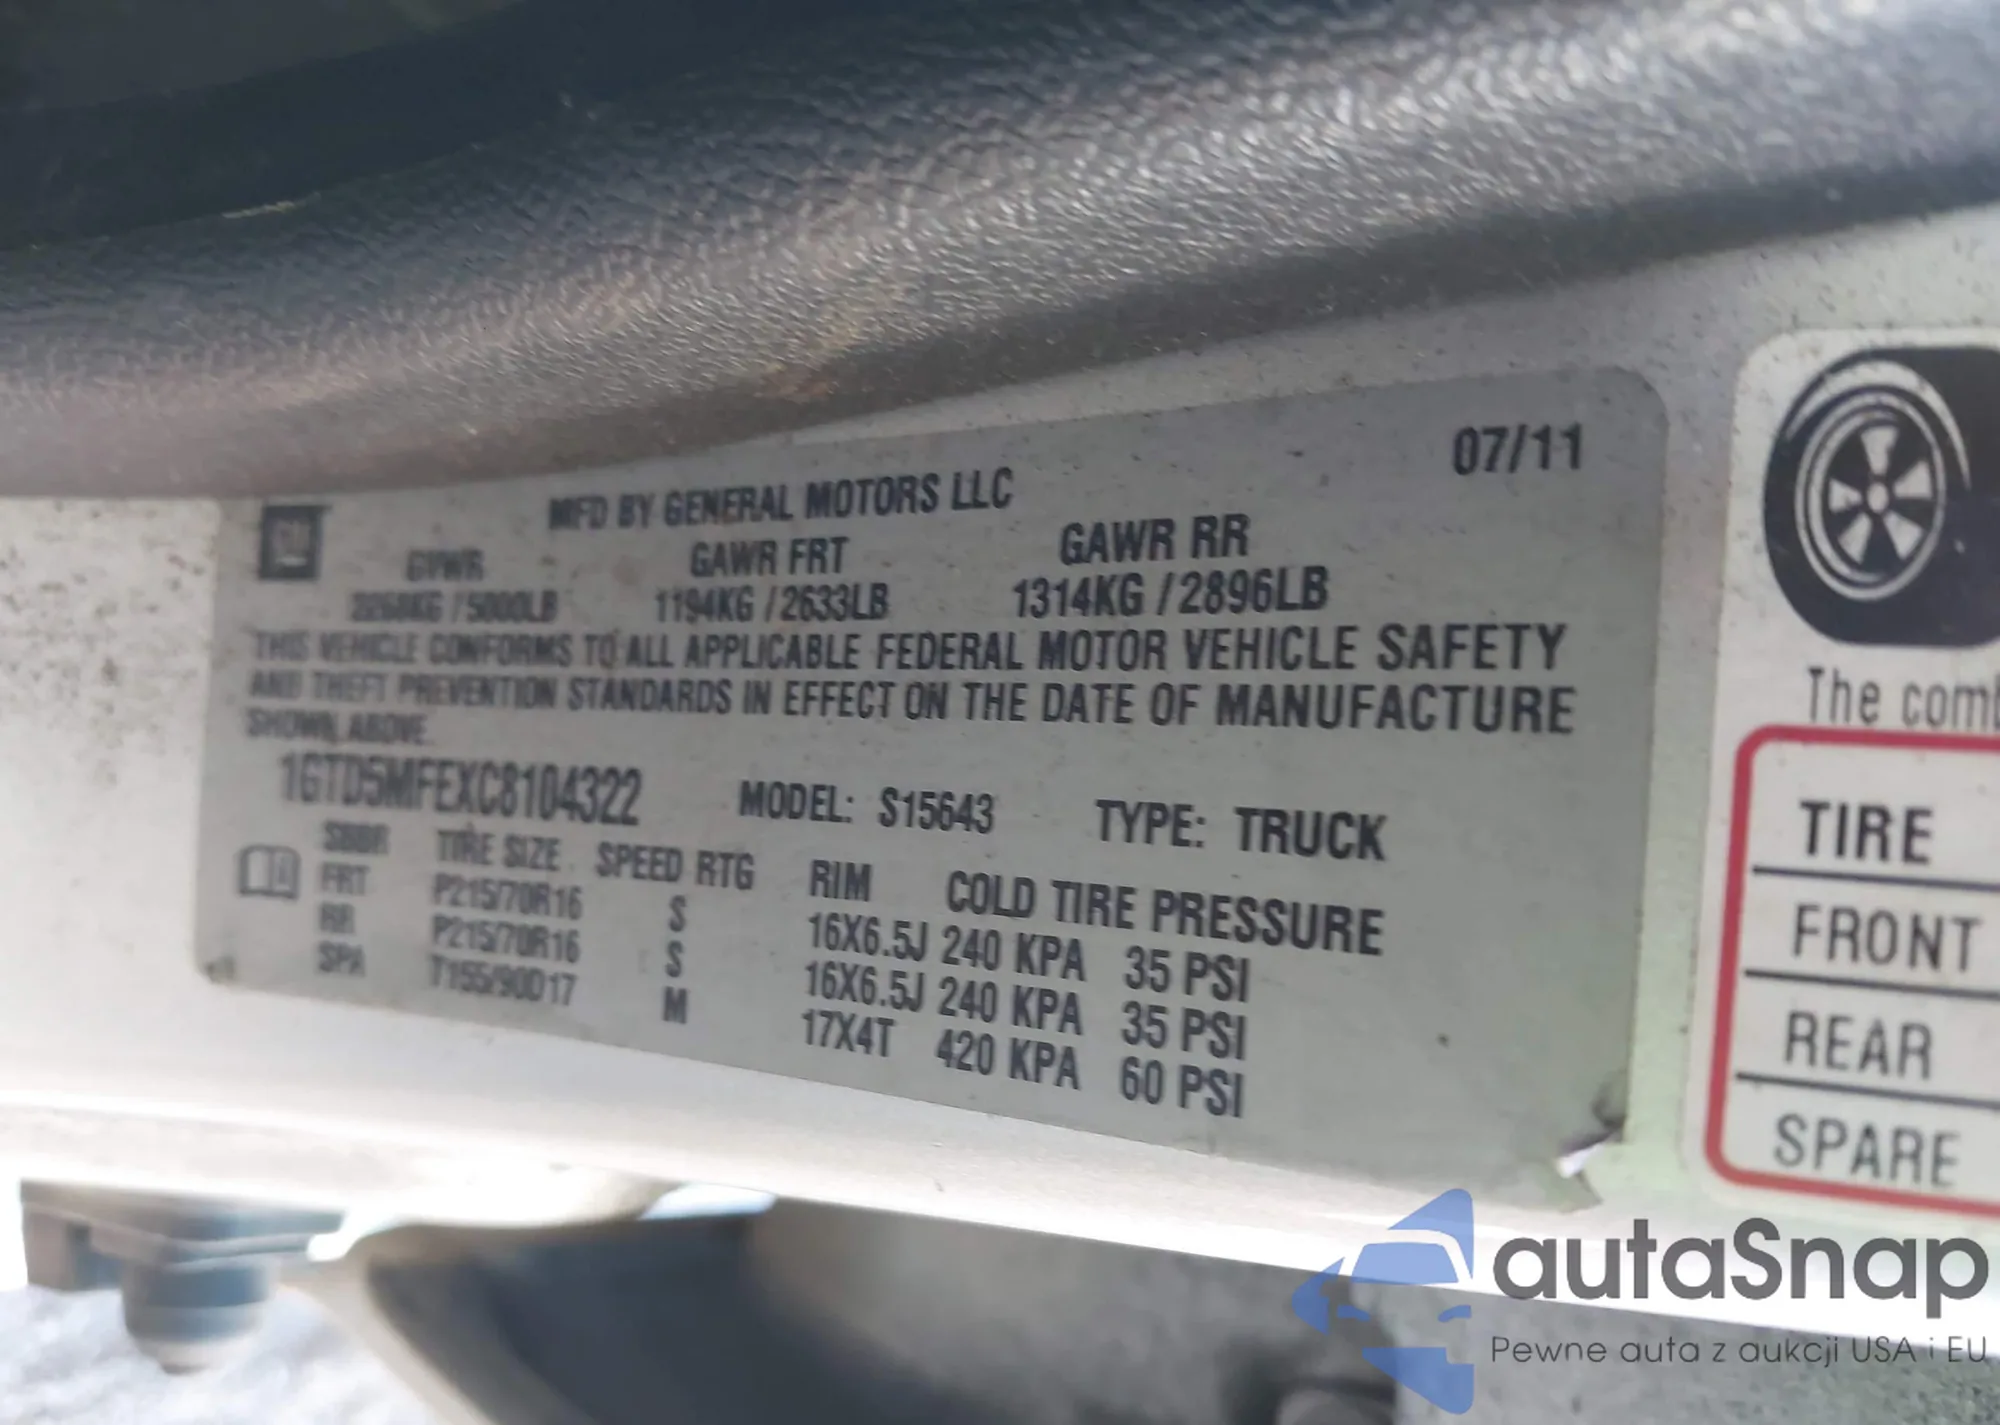 07/11
MFD BY GENERAL MOTORS LLC
GM
GVWR GAWR FRT GAWR RR
2268KG / 5000LB 1194KG / 2633LB 1314KG / 2896LB
THIS VEHICLE CONFORMS TO ALL APPLICABLE FEDERAL MOTOR VEHICLE SAFETY
AND THEFT PREVENTION STANDARDS IN EFFECT ON THE DATE OF MANUFACTURE
SHOWN ABOVE.
1GTD5MFEXC8104322 MODEL: S15643 TYPE: TRUCK
TIRE SIZE SPEED RTG RIM COLD TIRE PRESSURE
FRT P215/70R16 S 16X6.5J 240 KPA 35 PSI
RR P215/70R16 S 16X6.5J 240 KPA 35 PSI
SPA T155/90D17 M 17X4T 420 KPA 60 PSI
The comb
TIRE
FRONT
REAR
SPARE
autaSnap
Pewne auta z aukcji USA i EU